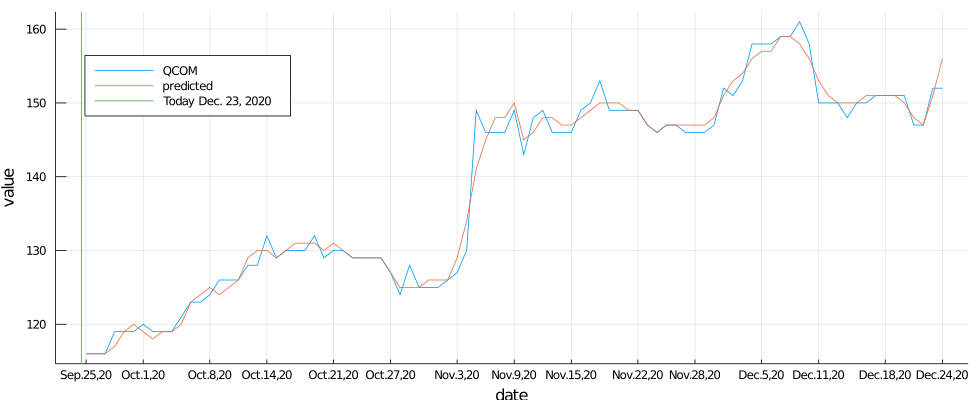 160
150
140
130
120
value
QCOM
predicted
Today Dec. 23, 2020
Sep.25,20 Oct.1,20 Oct.8,20 Oct.14,20 Oct.21,20 Oct.27,20 Nov.3,20 Nov.9,20 Nov.15,20 Nov.22,20 Nov.28,20 Dec.5,20 Dec.11,20 Dec.18,20 Dec.24,20
date